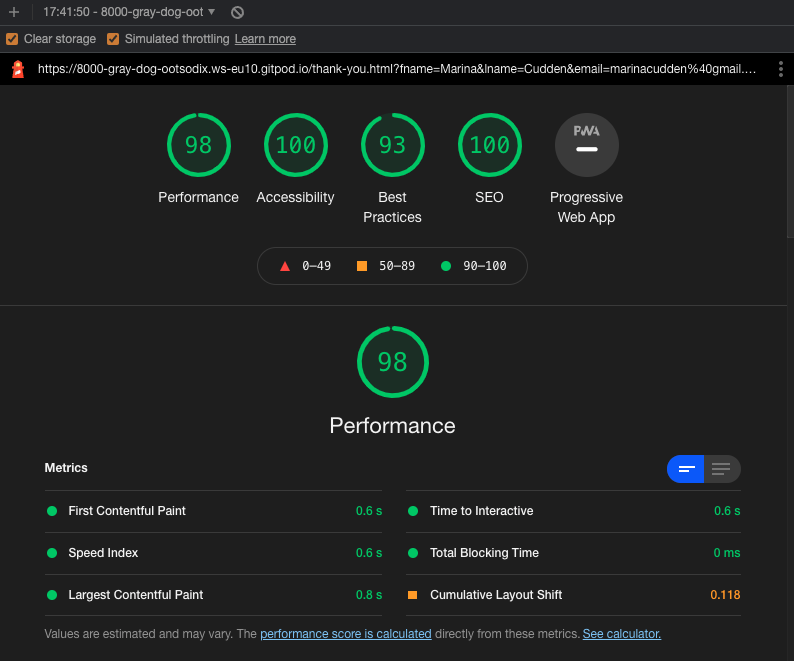 17:41:50 - 8000-gray-dog-oot
Clear storage Simulated throttling Learn more
https://8000-gray-dog-ootsodix.ws-eu10.gitpod.io/thank-you.html?fname=Marina&lname=Cudden&email=marinacudden%40gmail....
98 100 93 100 PWA
Performance Accessibility Best Practices SEO Progressive Web App
0–49 50–89 90–100
98
Performance
Metrics
First Contentful Paint 0.6 s Time to Interactive 0.6 s
Speed Index 0.6 s Total Blocking Time 0 ms
Largest Contentful Paint 0.8 s Cumulative Layout Shift 0.118
Values are estimated and may vary. The performance score is calculated directly from these metrics. See calculator.